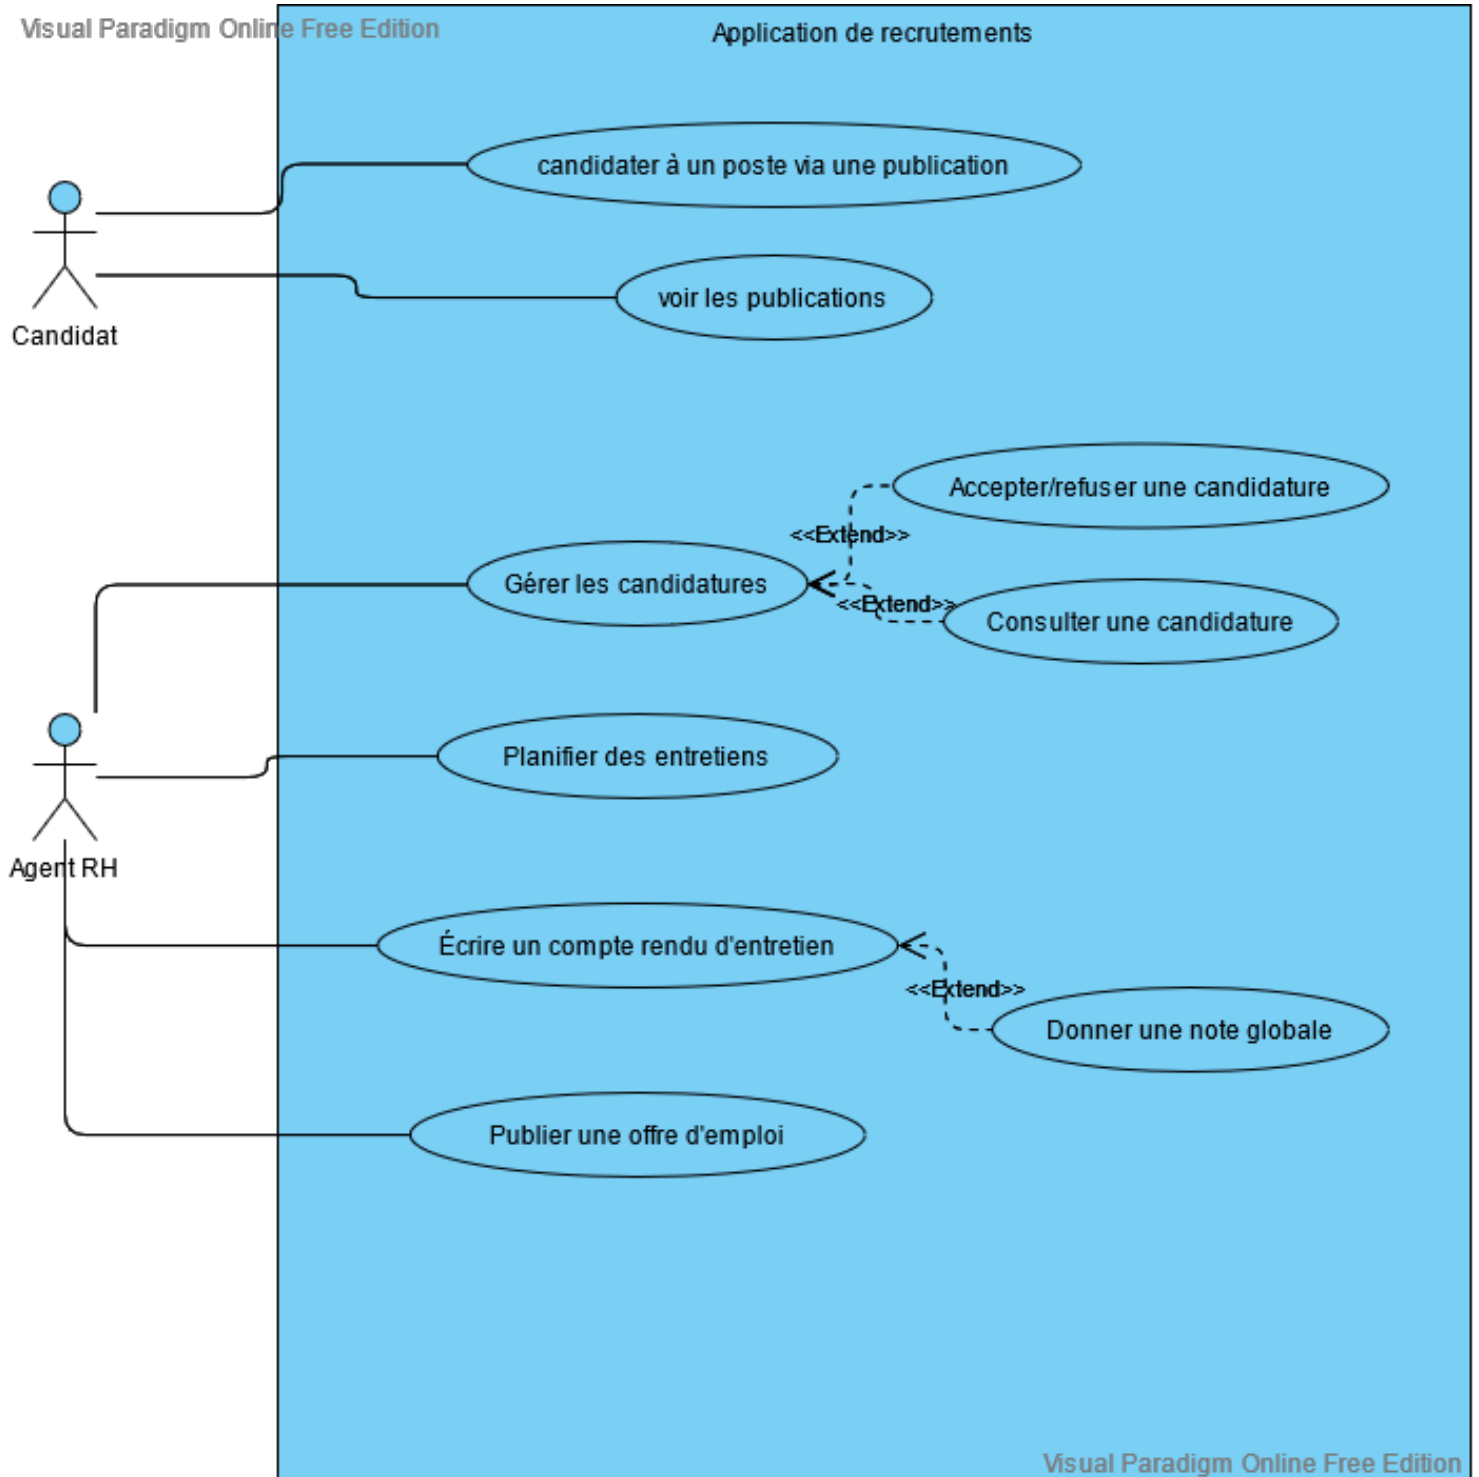 Visual Paradigm Online Free Edition
Application de recrutements
candidater à un poste via une publication
voir les publications
Candidat
Accepter/refuser une candidature
<<Extend>>
Gérer les candidatures
<<Extend>>
Consulter une candidature
Planifier des entretiens
Agent RH
Écrire un compte rendu d'entretien
<<Extend>>
Donner une note globale
Publier une offre d'emploi
Visual Paradigm Online Free Edition